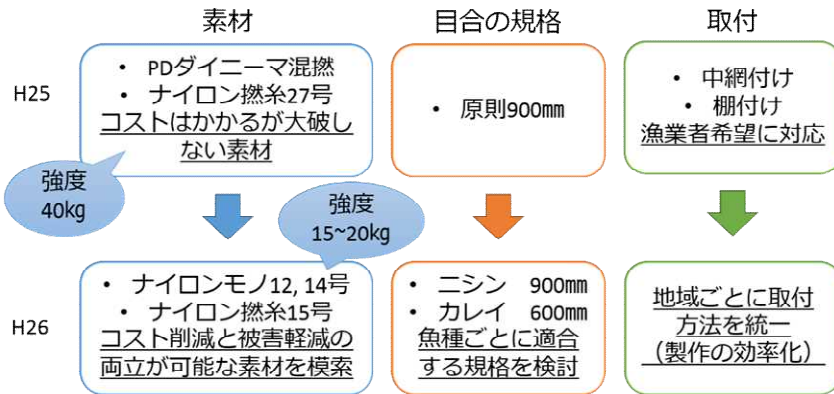 素材
目合の規格
取付
H25
• PDダイニーマ混撚
• ナイロン撚糸27号
コストはかかるが大破し
ない素材
• 原則900㎜
• 中網付け
• 棚付け
漁業者希望に対応
強度
40㎏
強度
15~20㎏
H26
• ナイロンモノ12, 14号
• ナイロン撚糸15号
コスト削減と被害軽減の
両立が可能な素材を模索
• ニシン　900㎜
• カレイ　600㎜
魚種ごとに適合
する規格を検討
地域ごとに取付
方法を統一
（製作の効率化）